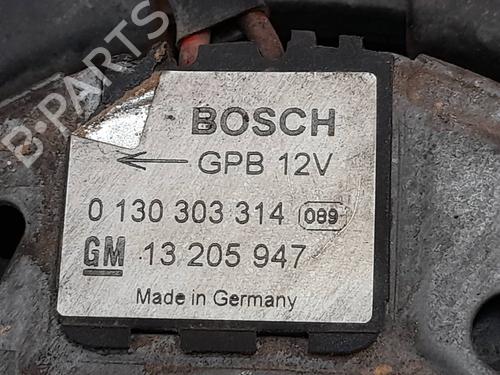 B-PARTS
BOSCH
← GPB 12V
0 130 303 314 089
GM 13 205 947
Made in Germany